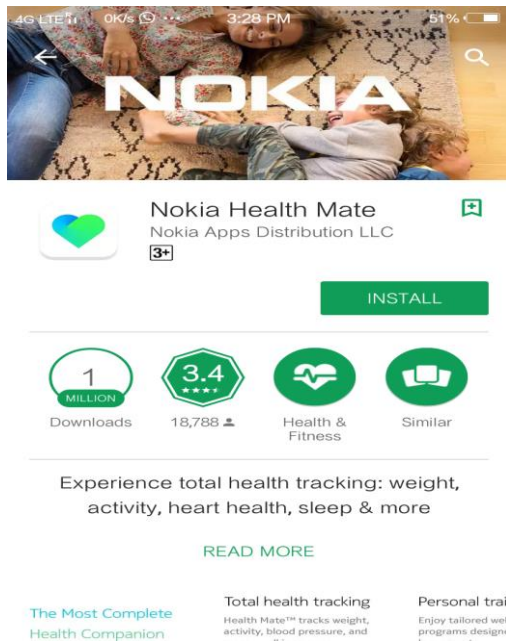 4G LTE 0K/s ... 3:28 PM 51%
NOKIA
Nokia Health Mate
Nokia Apps Distribution LLC
3+
INSTALL
1
MILLION
Downloads
3.4
18,788
Health &
Fitness
Similar
Experience total health tracking: weight,
activity, heart health, sleep & more
READ MORE
The Most Complete
Health Companion
Total health tracking
Health Mate™ tracks weight,
activity, blood pressure, and
Personal trai
Enjoy tailored wel
programs designe